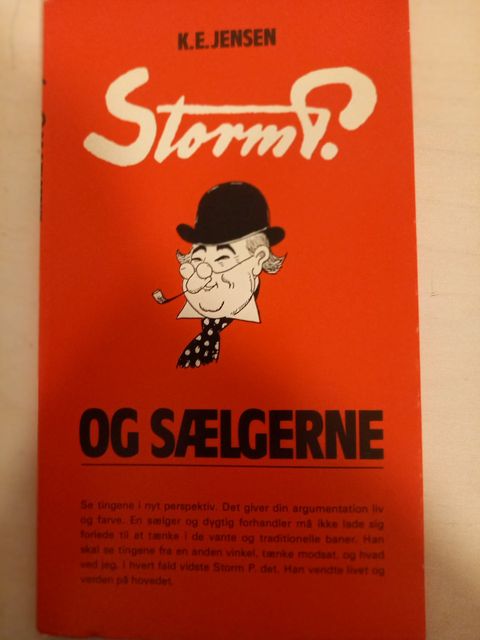 K.E. JENSEN
Storm P.
OG SÆLGERNE
Se tingene i nyt perspektiv. Det giver din argumentation liv
og farve. En sælger og dygtig forhandler må ikke lade sig
forlede til at tænke i de vante og traditionelle baner. Han
skal se tingene fra en anden vinkel, tænke modsat, og hvad
ved jeg. I hvert fald vidste Storm P. det. Han vendte livet og
verden på hovedet.